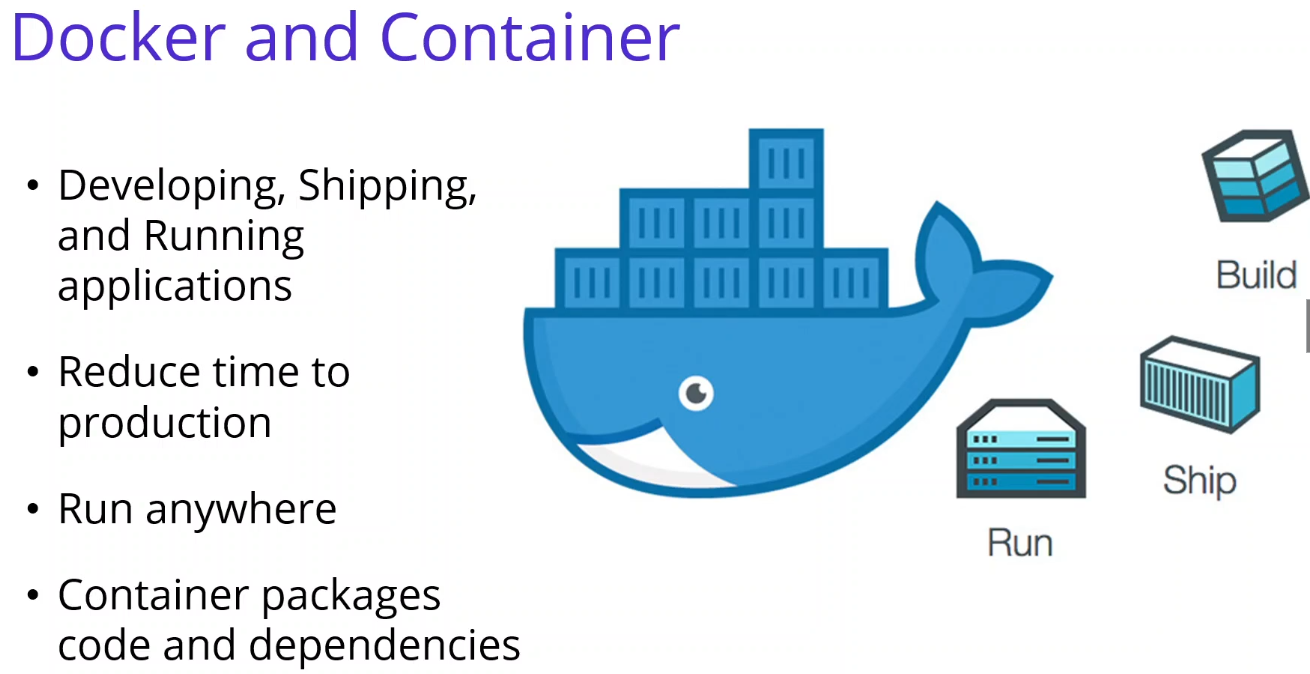 Docker and Container
• Developing, Shipping,
and Running
applications
• Reduce time to
production
• Run anywhere
• Container packages
code and dependencies
Build
Ship
Run